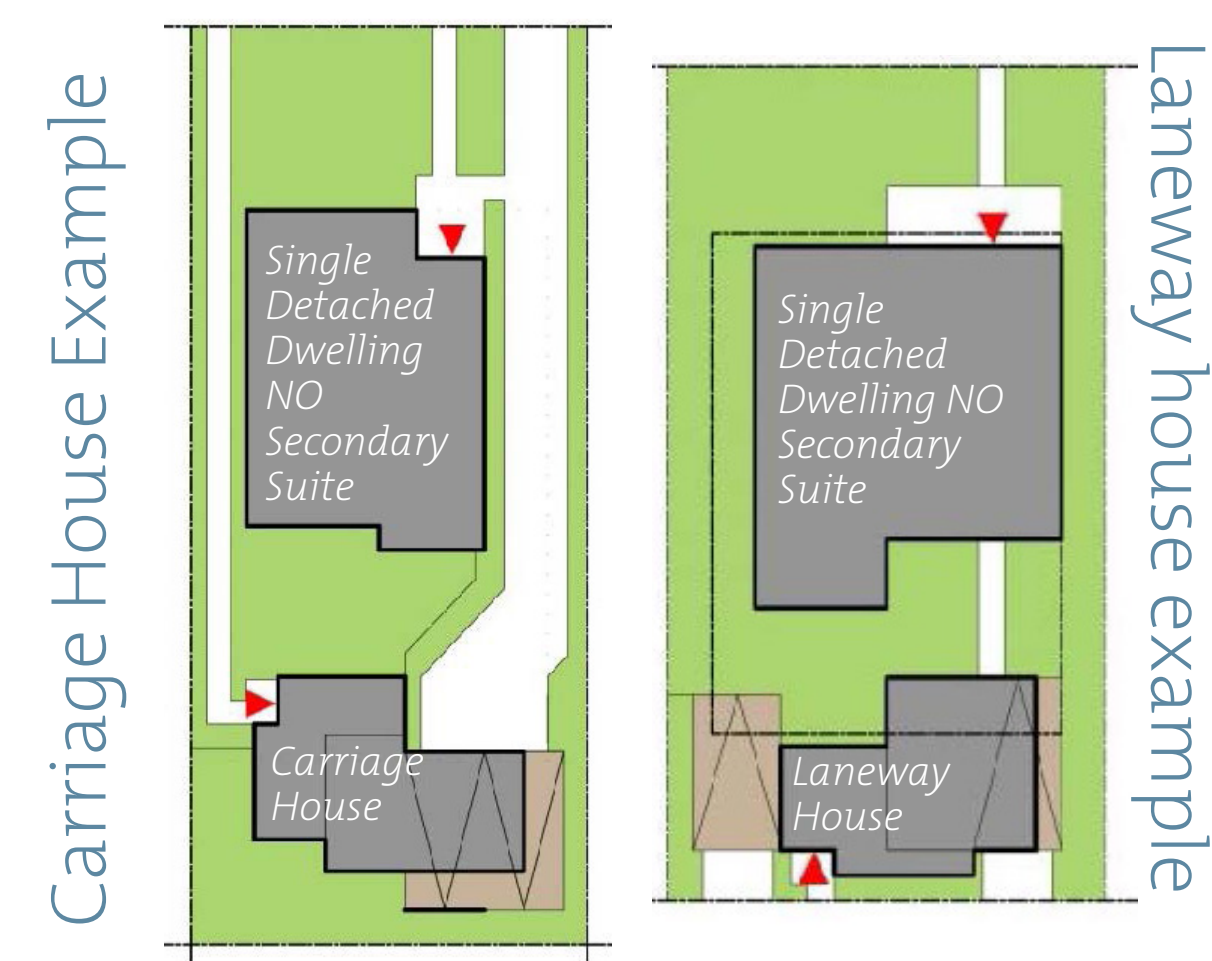 Carriage House Example
Single
Detached
Dwelling
NO
Secondary
Suite
Carriage
House
Single
Detached
Dwelling NO
Secondary
Suite
Laneway
House
Laneway house example